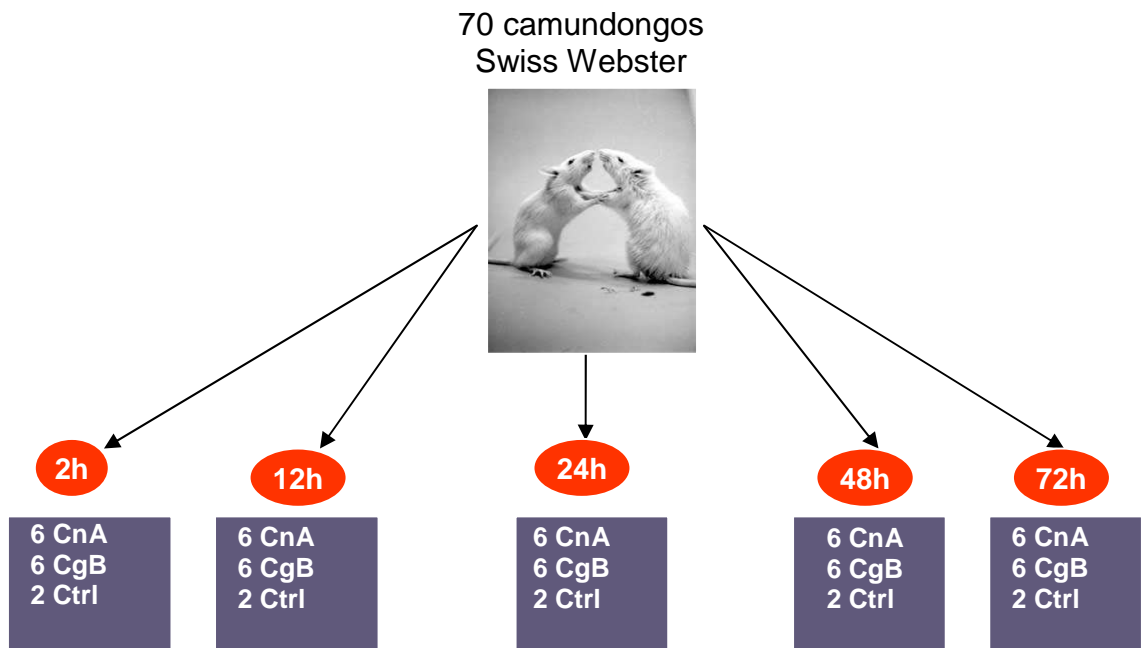 70 camundongos
Swiss Webster
2h
12h
24h
48h
72h
6 CnA
6 CgB
2 Ctrl
6 CnA
6 CgB
2 Ctrl
6 CnA
6 CgB
2 Ctrl
6 CnA
6 CgB
2 Ctrl
6 CnA
6 CgB
2 Ctrl